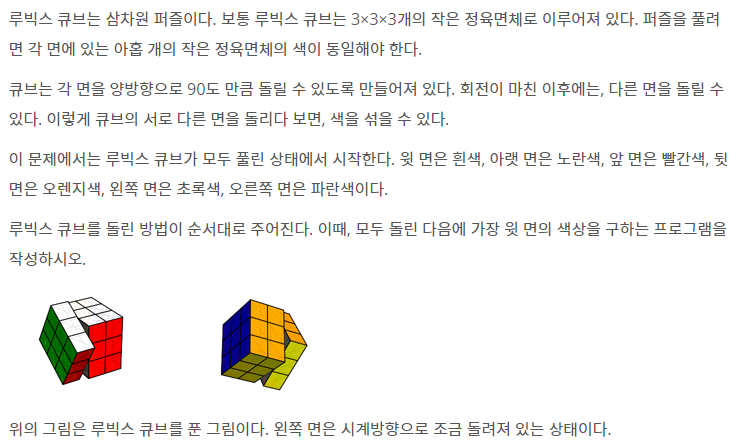 루빅스 큐브는 삼차원 퍼즐이다. 보통 루빅스 큐브는 3×3×3개의 작은 정육면체로 이루어져 있다. 퍼즐을 풀려
면 각 면에 있는 아홉 개의 작은 정육면체의 색이 동일해야 한다.
큐브는 각 면을 양방향으로 90도 만큼 돌릴 수 있도록 만들어져 있다. 회전이 마친 이후에는, 다른 면을 돌릴 수
있다. 이렇게 큐브의 서로 다른 면을 돌리다 보면, 색을 섞을 수 있다.
이 문제에서는 루빅스 큐브가 모두 풀린 상태에서 시작한다. 윗 면은 흰색, 아랫 면은 노란색, 앞 면은 빨간색, 뒷
면은 오렌지색, 왼쪽 면은 초록색, 오른쪽 면은 파란색이다.
루빅스 큐브를 돌린 방법이 순서대로 주어진다. 이때, 모두 돌린 다음에 가장 윗 면의 색상을 구하는 프로그램을
작성하시오.
위의 그림은 루빅스 큐브를 푼 그림이다. 왼쪽 면은 시계방향으로 조금 돌려져 있는 상태이다.